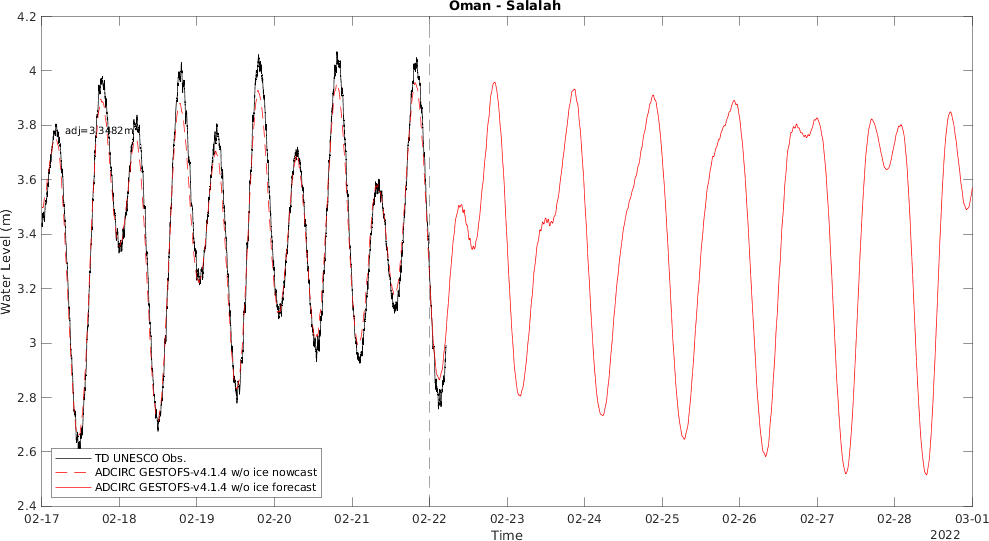 Oman - Salalah
4.2
4
3.8
3.6
3.4
3.2
3
2.8
2.6
2.4
Water Level (m)
adj=3.3482m
TD UNESCO Obs.
ADCIRC GESTOFS-v4.1.4 w/o ice nowcast
ADCIRC GESTOFS-v4.1.4 w/o ice forecast
02-17 02-18 02-19 02-20 02-21 02-22 02-23 02-24 02-25 02-26 02-27 02-28 03-01
Time
2022